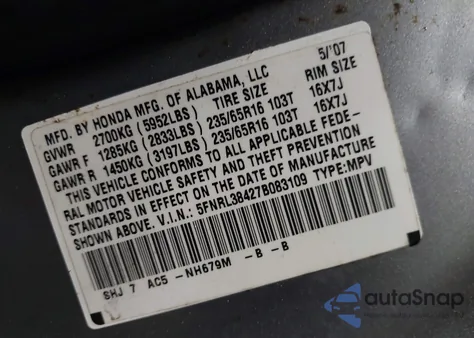 MFD. BY HONDA MFG. OF ALABAMA, LLC 5/'07
GVWR 2700KG (5952LBS) TIRE SIZE RIM SIZE
GAWR F 1285KG (2833LBS) 235/65R16 103T 16X7J
GAWR R 1450KG (3197LBS) 235/65R16 103T 16X7J
THIS VEHICLE CONFORMS TO ALL APPLICABLE FEDE-
RAL MOTOR VEHICLE SAFETY AND THEFT PREVENTION
STANDARDS IN EFFECT ON THE DATE OF MANUFACTURE
SHOWN ABOVE. V.I.N.: 5FNRL38427B083109 TYPE:MPV
SHJ 7 AC5 -NH679M -B -B
autoSnap